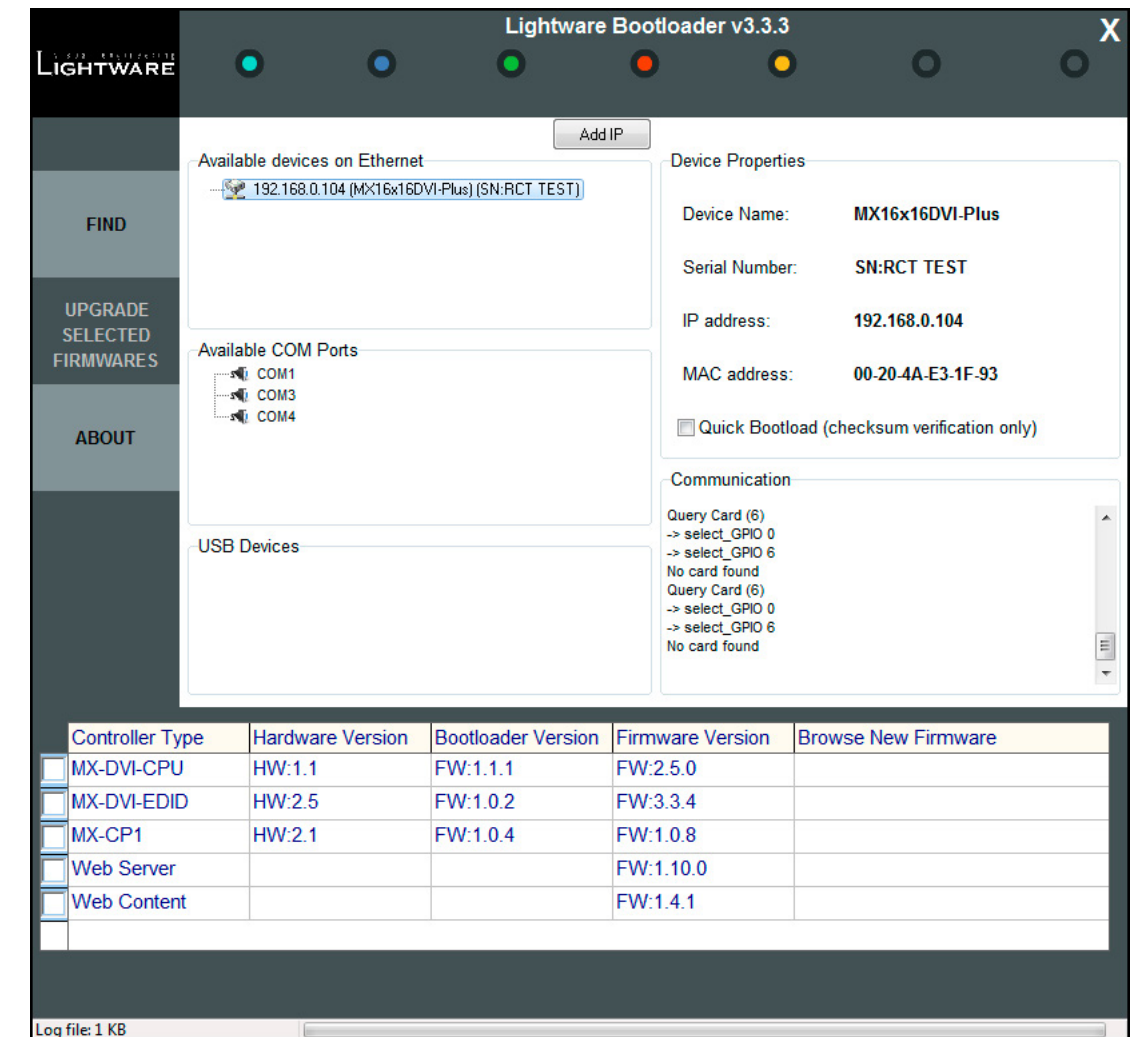 Lightware Bootloader v3.3.3
X
LIGHTWARE
Add IP
Available devices on Ethernet
192.168.0.104 (MX16x16DVI-Plus) (SN:RCT TEST)
FIND
UPGRADE
SELECTED
FIRMWARES
ABOUT
Available COM Ports
COM1
COM3
COM4
USB Devices
Device Properties
Device Name: MX16x16DVI-Plus
Serial Number: SN:RCT TEST
IP address: 192.168.0.104
MAC address: 00-20-4A-E3-1F-93
Quick Bootload (checksum verification only)
Communication
Query Card (6)
-> select_GPIO 0
-> select_GPIO 6
No card found
Query Card (6)
-> select_GPIO 0
-> select_GPIO 6
No card found
Controller Type Hardware Version Bootloader Version Firmware Version Browse New Firmware
MX-DVI-CPU HW:1.1 FW:1.1.1 FW:2.5.0
MX-DVI-EDID HW:2.5 FW:1.0.2 FW:3.3.4
MX-CP1 HW:2.1 FW:1.0.4 FW:1.0.8
Web Server FW:1.10.0
Web Content FW:1.4.1
Log file: 1 KB